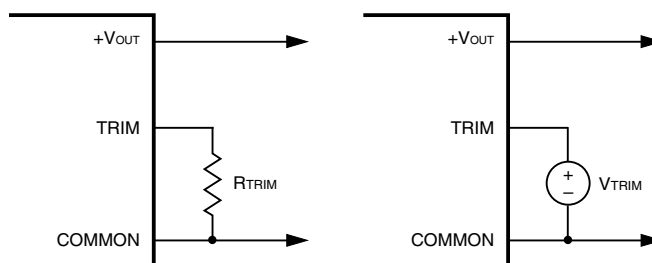 +VOUT
TRIM
RTRIM
COMMON
+VOUT
TRIM
+
−
VTRIM
COMMON